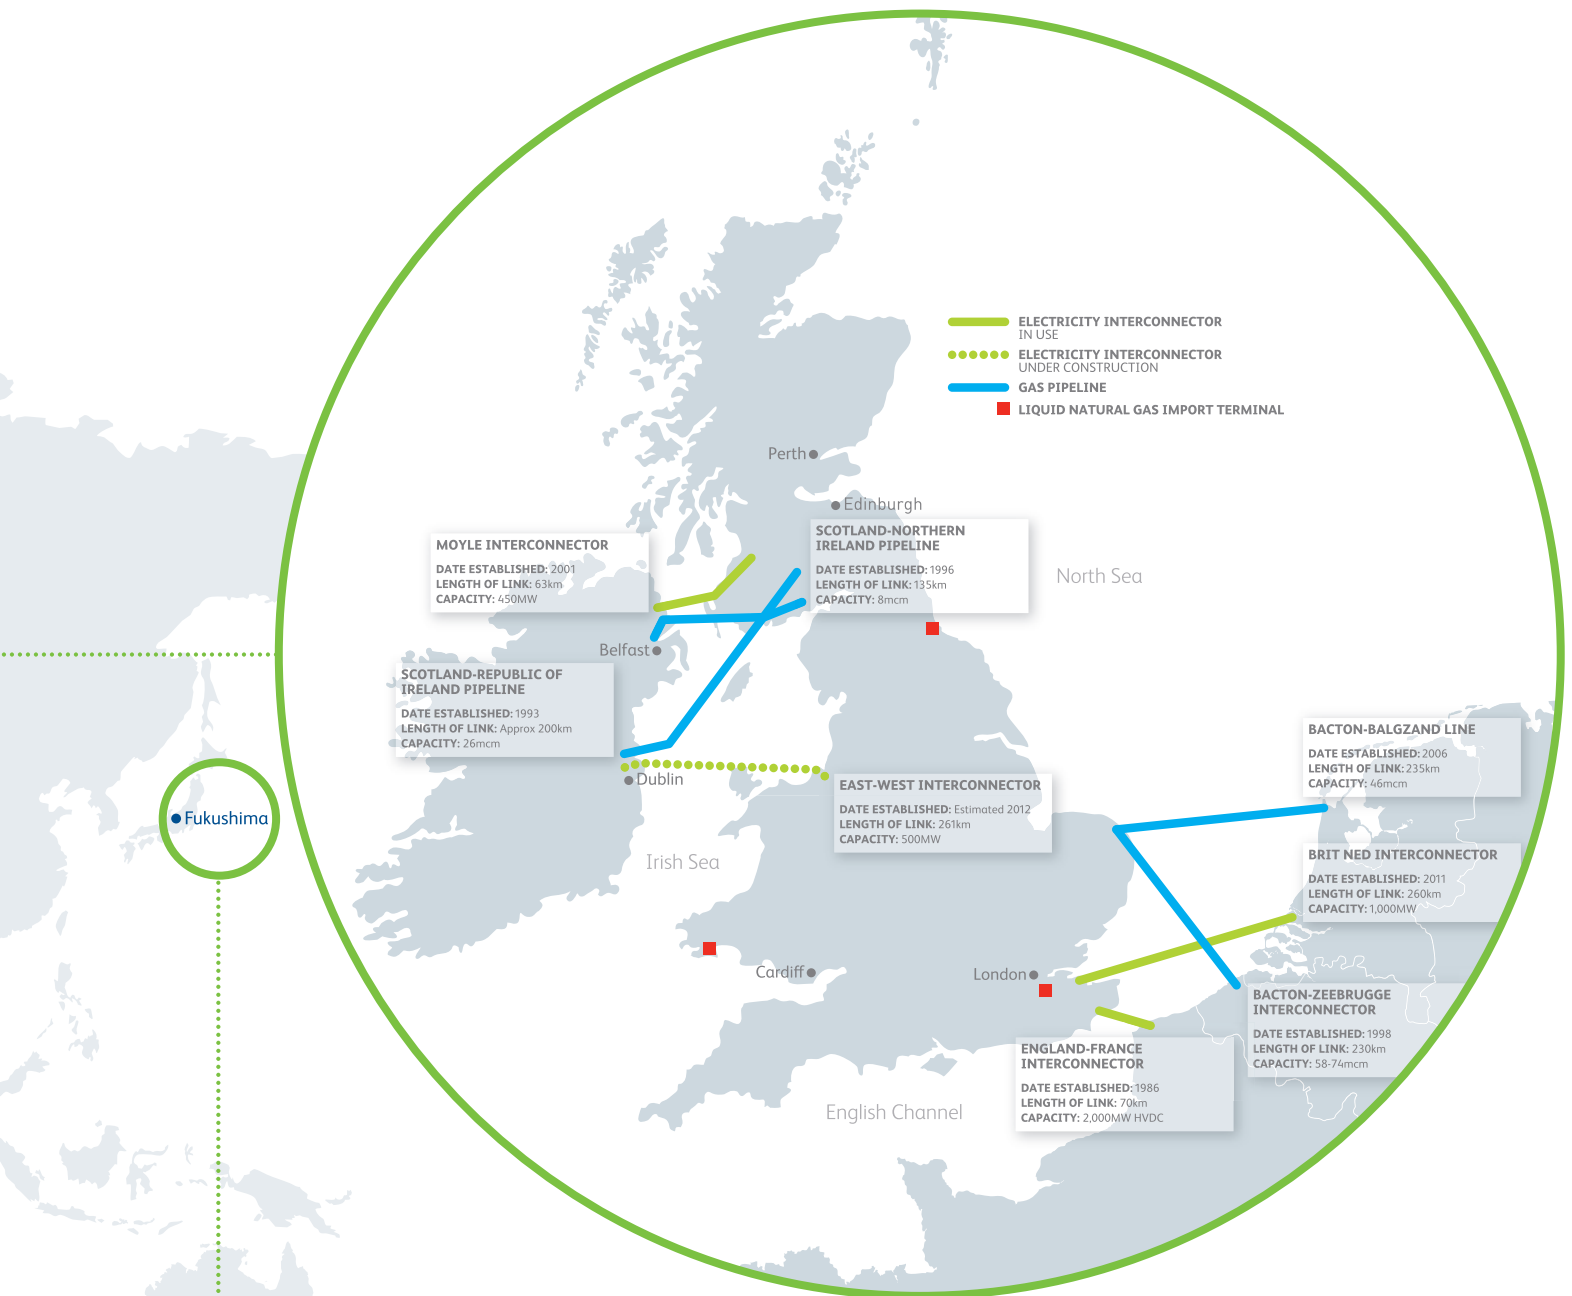 ELECTRICITY INTERCONNECTOR
IN USE
ELECTRICITY INTERCONNECTOR
UNDER CONSTRUCTION
GAS PIPELINE
LIQUID NATURAL GAS IMPORT TERMINAL
Perth
Edinburgh
SCOTLAND-NORTHERN
IRELAND PIPELINE
DATE ESTABLISHED: 1996
LENGTH OF LINK: 135km
CAPACITY: 8mcm
MOYLE INTERCONNECTOR
DATE ESTABLISHED: 2001
LENGTH OF LINK: 63km
CAPACITY: 450MW
North Sea
Belfast
SCOTLAND-REPUBLIC OF
IRELAND PIPELINE
DATE ESTABLISHED: 1993
LENGTH OF LINK: Approx 200km
CAPACITY: 26mcm
BACTON-BALGZAND LINE
DATE ESTABLISHED: 2006
LENGTH OF LINK: 235km
CAPACITY: 46mcm
Dublin
EAST-WEST INTERCONNECTOR
DATE ESTABLISHED: Estimated 2012
LENGTH OF LINK: 261km
CAPACITY: 500MW
Fukushima
Irish Sea
BRIT NED INTERCONNECTOR
DATE ESTABLISHED: 2011
LENGTH OF LINK: 260km
CAPACITY: 1,000MW
Cardiff
London
BACTON-ZEEBRUGGE
INTERCONNECTOR
DATE ESTABLISHED: 1998
LENGTH OF LINK: 230km
CAPACITY: 58-74mcm
ENGLAND-FRANCE
INTERCONNECTOR
DATE ESTABLISHED: 1986
LENGTH OF LINK: 70km
CAPACITY: 2,000MW HVDC
English Channel